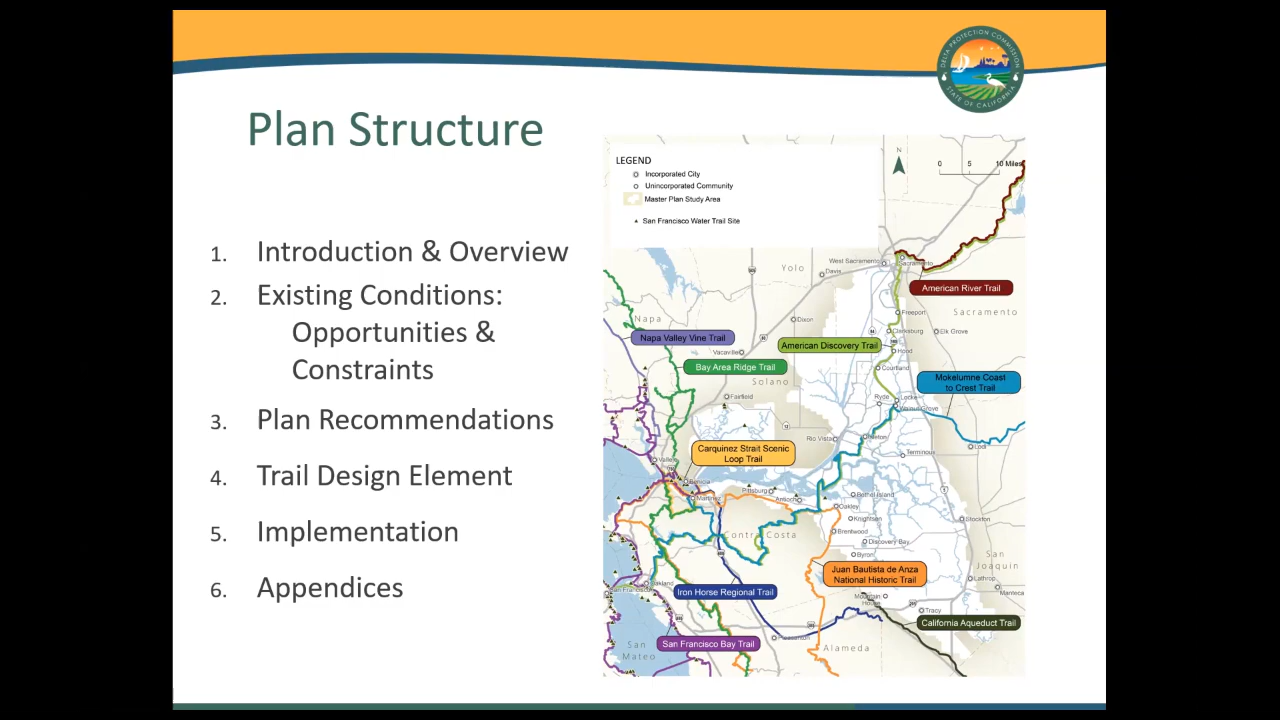 DELTA PROTECTION COMMISSION
STATE OF CALIFORNIA
Plan Structure
1. Introduction & Overview
2. Existing Conditions:
Opportunities &
Constraints
3. Plan Recommendations
4. Trail Design Element
5. Implementation
6. Appendices
LEGEND
Incorporated City
Unincorporated Community
Master Plan Study Area
San Francisco Water Trail Site
N
0 5 10 Miles
West Sacramento
Sacramento
Yolo
Davis
American River Trail
Sacramento
Freeport
Napa
Dixon
Clarksburg
Elk Grove
Napa Valley Vine Trail
American Discovery Trail
Vacaville
Hood
Bay Area Ridge Trail
Courtland
Solano
Mokelumne Coast
to Crest Trail
Fairfield
Ryde
Locke
Walnut Grove
Rio Vista
Isleton
Carquinez Strait Scenic
Loop Trail
Lodi
Terminous
Vallejo
Benicia
Martinez
Pittsburg
Antioch
Bethel Island
Oakley
Knightsen
Stockton
Contra Costa
Brentwood
Discovery Bay
Byron
San
Joaquin
Juan Bautista de Anza
National Historic Trail
Lathrop
Oakland
San Francisco
Iron Horse Regional Trail
Manteca
Mountain
House
Tracy
California Aqueduct Trail
San Francisco Bay Trail
Pleasanton
San
Mateo
Alameda